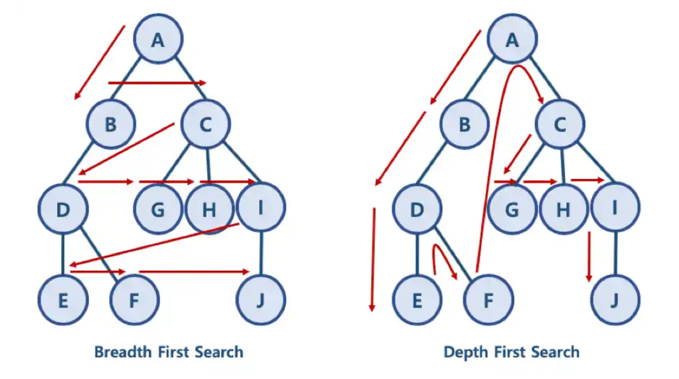 A A
B C B C
D G H I D G H I
E F J E F J
Breadth First Search Depth First Search